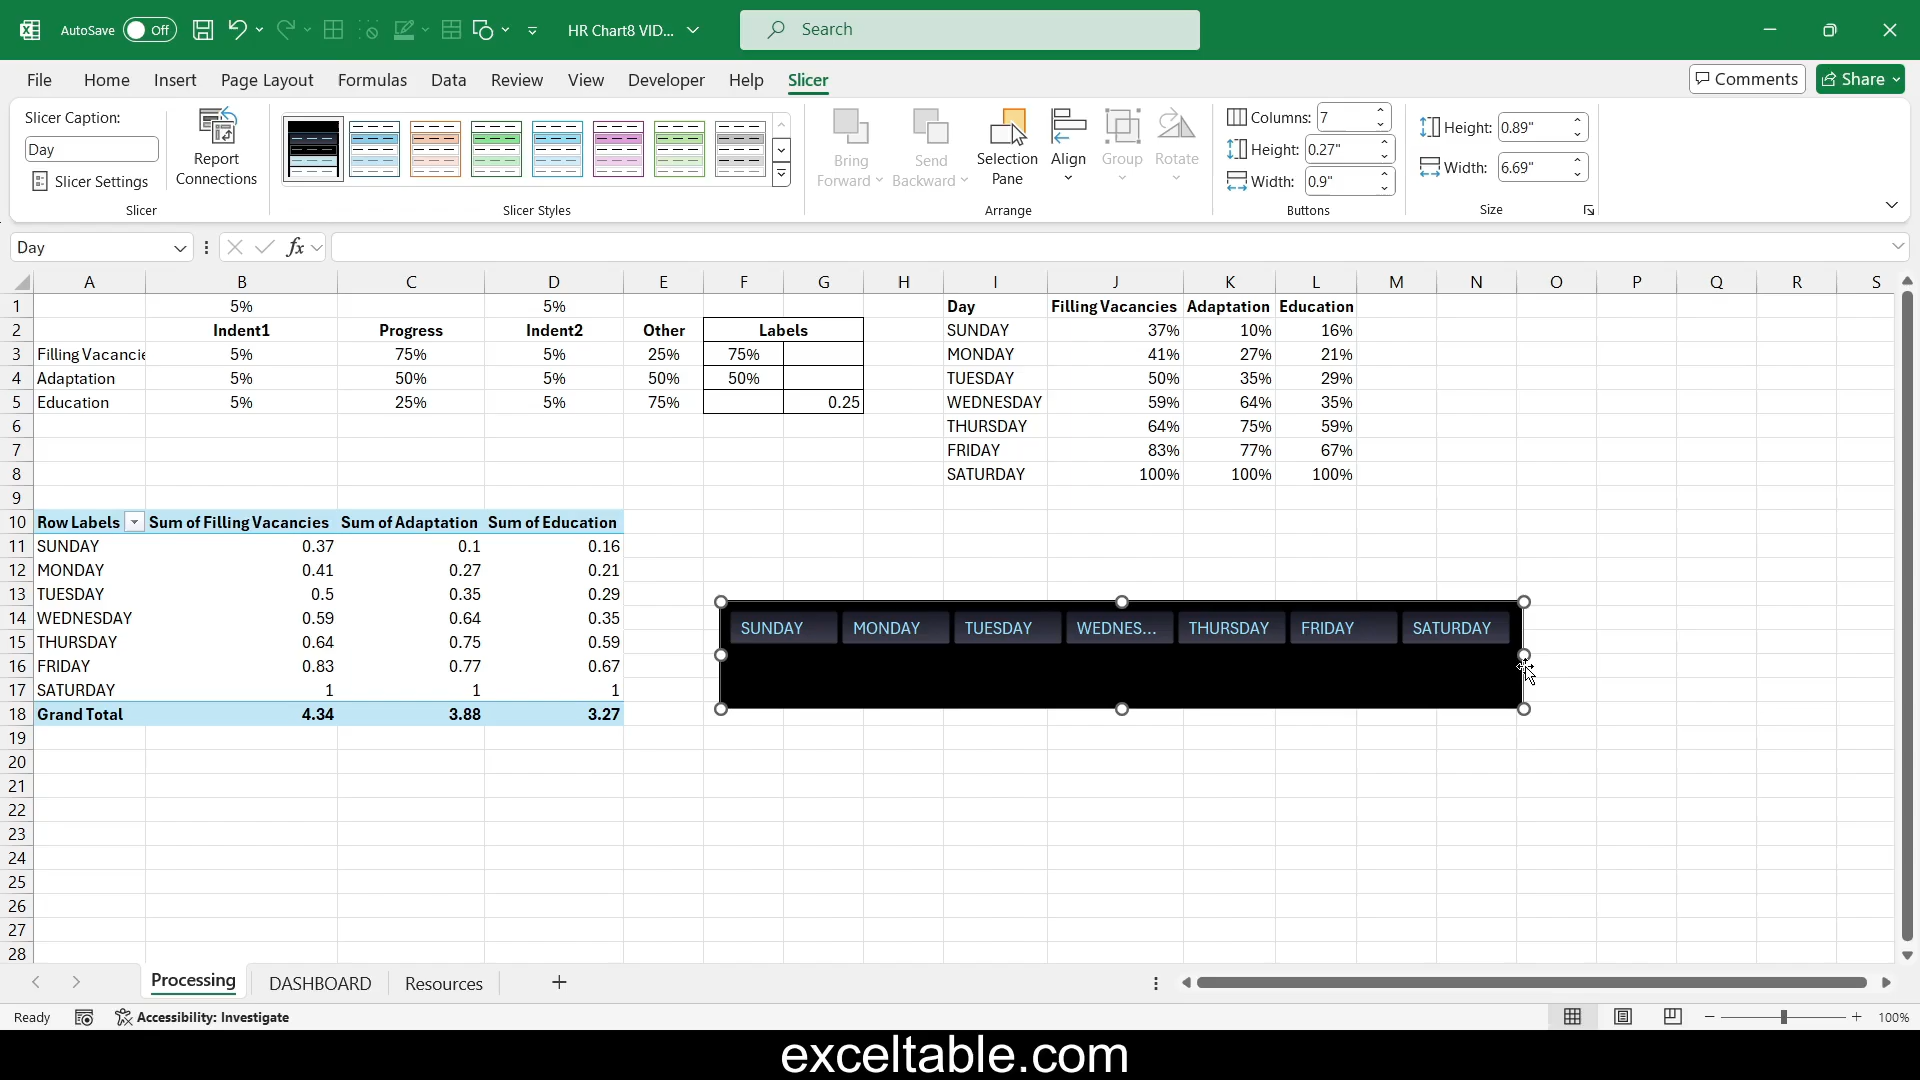 AutoSave Off HR Chart8 VID... Search
File Home Insert Page Layout Formulas Data Review View Developer Help Slicer Comments Share
Slicer Caption:
Day
Slicer Settings
Report Connections
Slicer
Slicer Styles
Bring Forward
Send Backward
Selection Pane
Align
Group
Rotate
Arrange
Columns: 7
Height: 0.27"
Width: 0.9"
Buttons
Height: 0.89"
Width: 6.69"
Size
Day fx
A B C D E F G H I J K L M N O P Q R S
1 5% 5% Day Filling Vacancies Adaptation Education
2 Indent1 Progress Indent2 Other Labels SUNDAY 37% 10% 16%
3 Filling Vacancie 5% 75% 5% 25% 75% MONDAY 41% 27% 21%
4 Adaptation 5% 50% 5% 50% 50% TUESDAY 50% 35% 29%
5 Education 5% 25% 5% 75% 0.25 WEDNESDAY 59% 64% 35%
6 THURSDAY 64% 75% 59%
7 FRIDAY 83% 77% 67%
8 SATURDAY 100% 100% 100%
9
10 Row Labels Sum of Filling Vacancies Sum of Adaptation Sum of Education
11 SUNDAY 0.37 0.1 0.16
12 MONDAY 0.41 0.27 0.21
13 TUESDAY 0.5 0.35 0.29
14 WEDNESDAY 0.59 0.64 0.35
SUNDAY MONDAY TUESDAY WEDNES... THURSDAY FRIDAY SATURDAY
15 THURSDAY 0.64 0.75 0.59
16 FRIDAY 0.83 0.77 0.67
17 SATURDAY 1 1 1
18 Grand Total 4.34 3.88 3.27
19
20
21
22
23
24
25
26
27
28
Processing DASHBOARD Resources
Ready Accessibility: Investigate 100%
exceltable.com